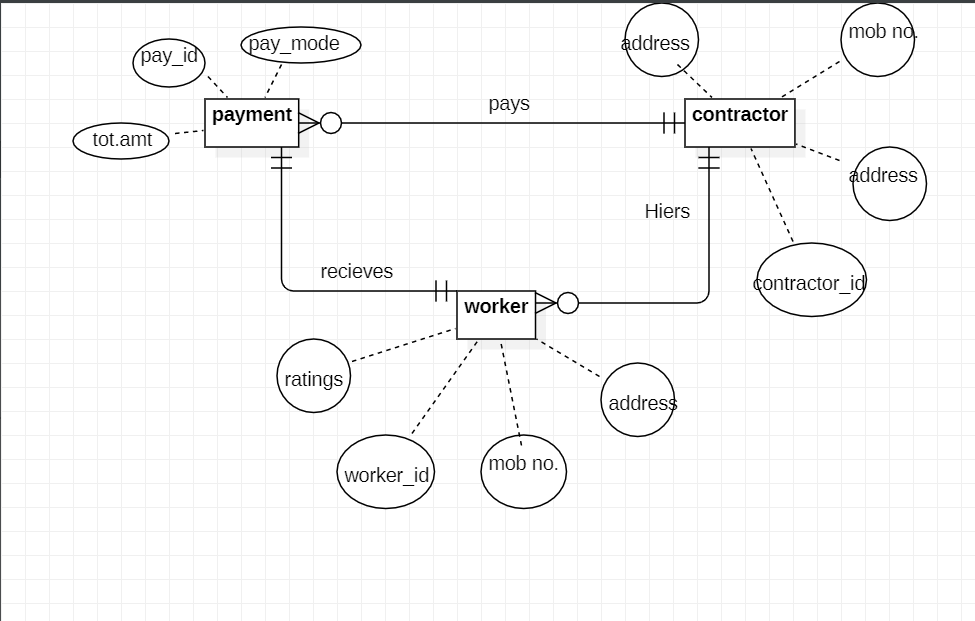 address
mob no.
pay_id
pay_mode
payment
pays
contractor
tot.amt
address
Hiers
recieves
contractor_id
worker
ratings
address
worker_id
mob no.